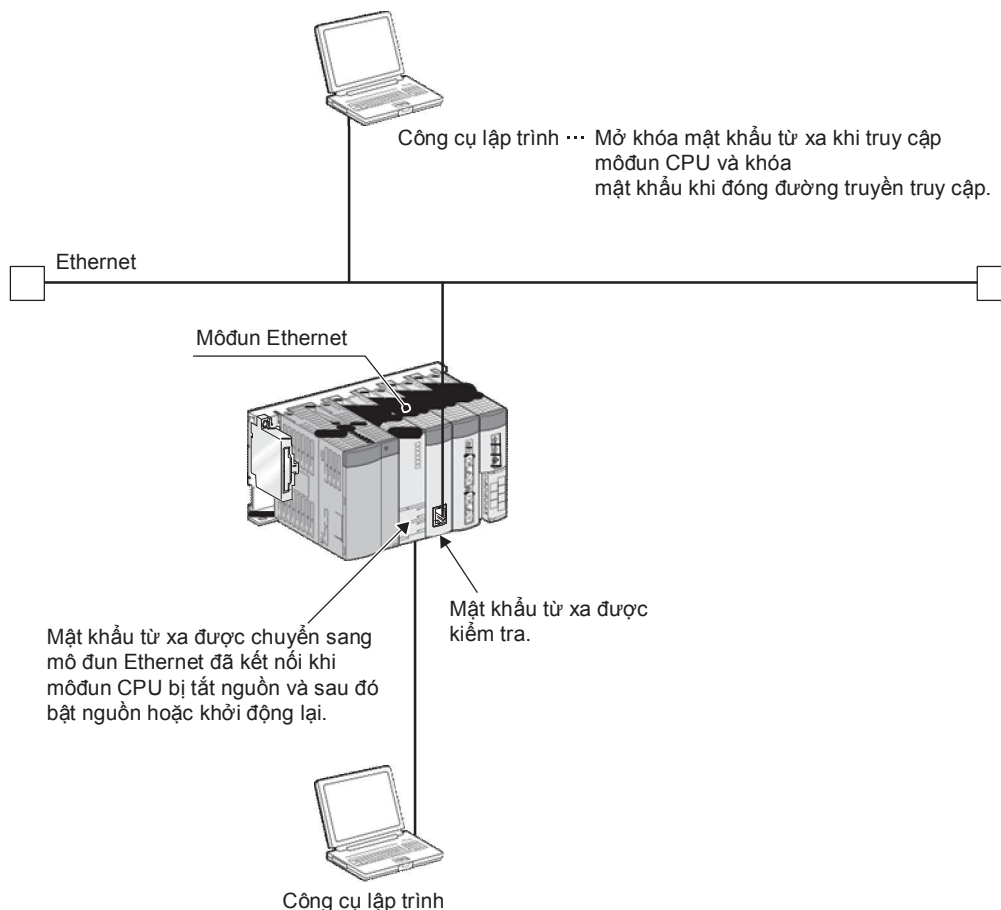 Công cụ lập trình ··· Mở khóa mật khẩu từ xa khi truy cập
môđun CPU và khóa
mật khẩu khi đóng đường truyền truy cập.
Ethernet
Môđun Ethernet
Mật khẩu từ xa được
kiểm tra.
Mật khẩu từ xa được chuyển sang
mô đun Ethernet đã kết nối khi
môđun CPU bị tắt nguồn và sau đó
bật nguồn hoặc khởi động lại.
Công cụ lập trình